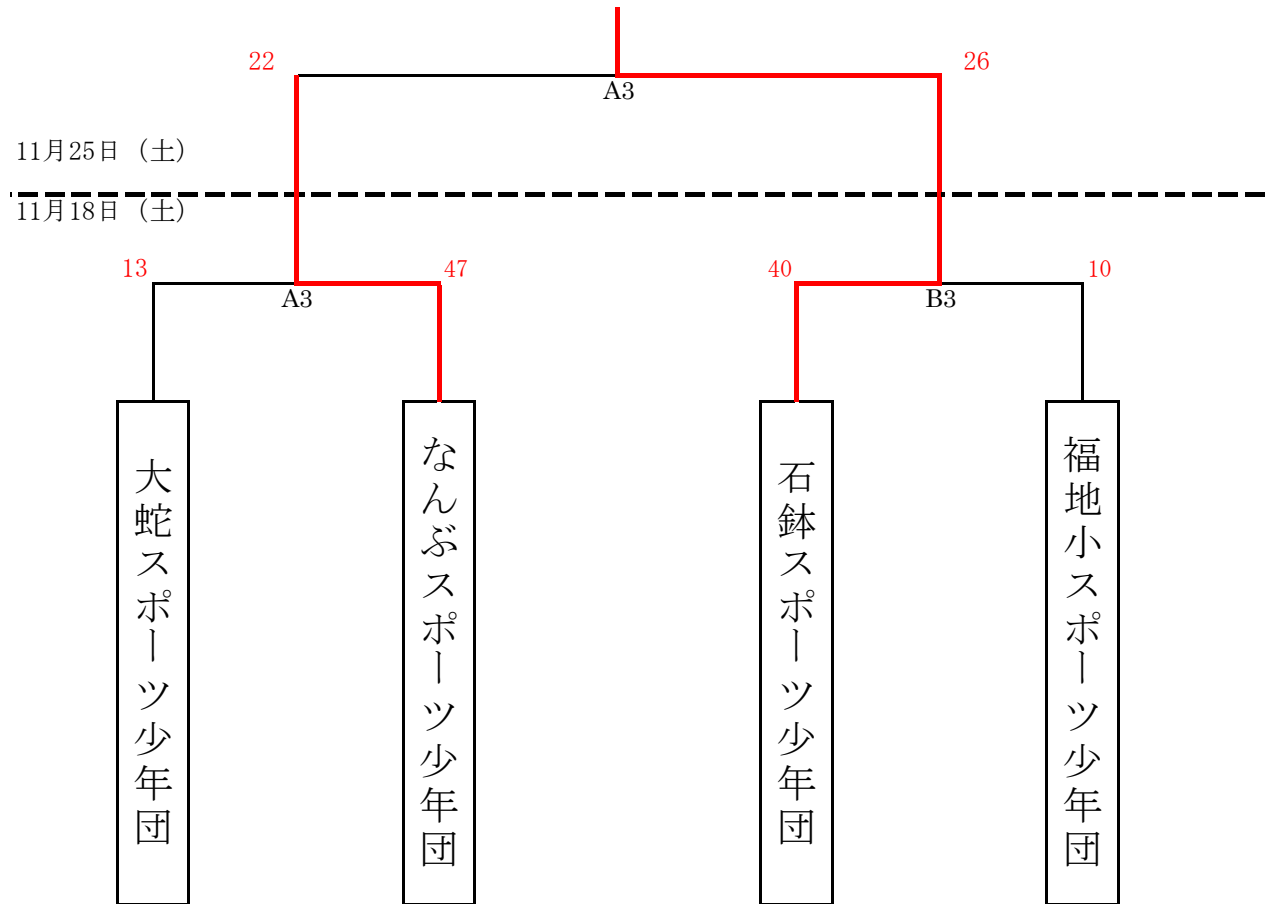 22
26
A3
11月25日（土）
11月18日（土）
13
47
40
10
A3
B3
大蛇スポーツ少年団
なんぶスポーツ少年団
石鉢スポーツ少年団
福地小スポーツ少年団